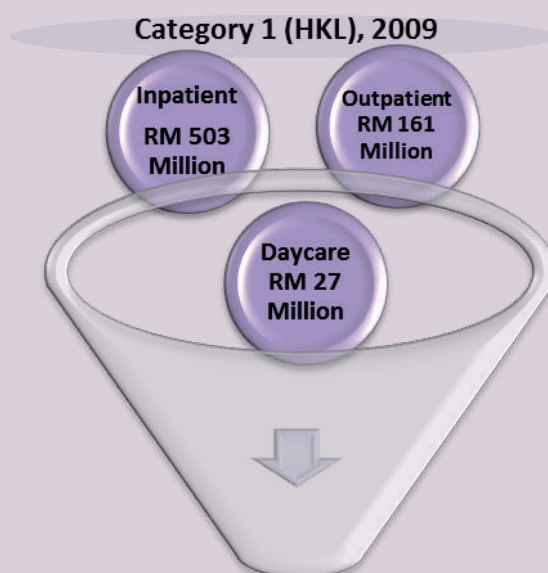 Category 1 (HKL), 2009
Inpatient
RM 503
Million
Outpatient
RM 161
Million
Daycare
RM 27
Million